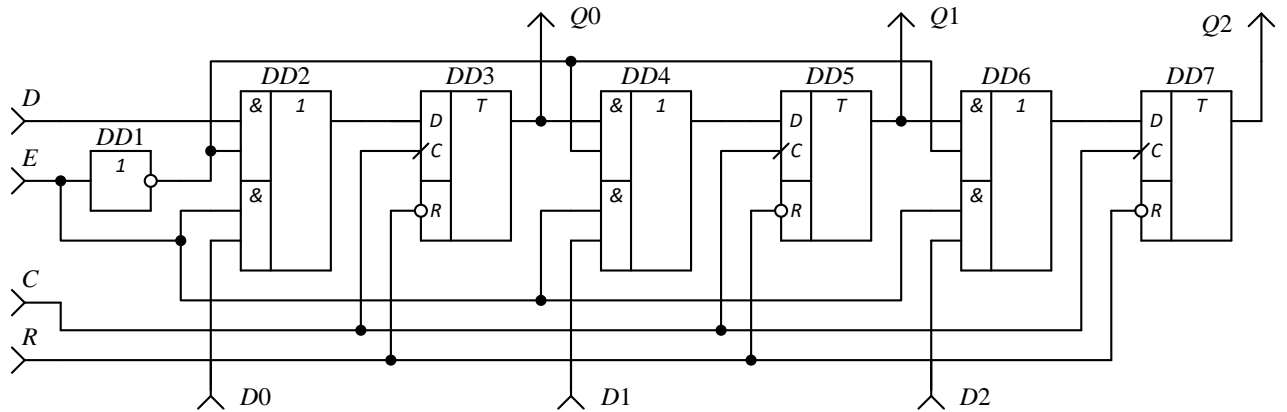 Q0 Q1 Q2
DD2 DD3 DD4 DD5 DD6 DD7
D & 1 D T & 1 D T & 1 D T
DD1 C C C
E 1
& R & R & R
C
R
D0 D1 D2